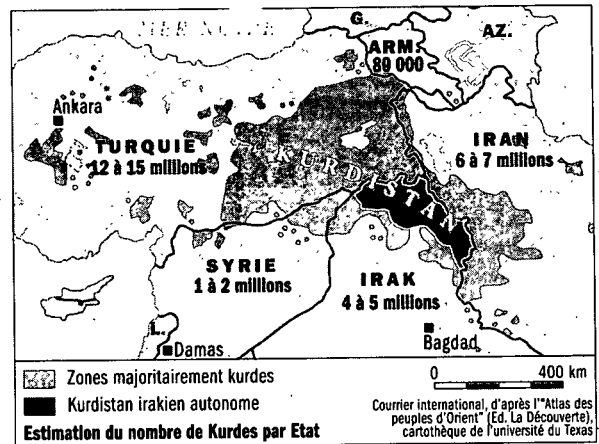 MER NOIRE
G.
AZ.
ARM.
89 000
Ankara
TURQUIE
12 à 15 millions
IRAN
6 à 7 millions
KURDISTAN
SYRIE
1 à 2 millions
IRAK
4 à 5 millions
L.
Damas
Bagdad
Zones majoritairement kurdes
Kurdistan irakien autonome
Estimation du nombre de Kurdes par Etat
0 400 km
Courrier international, d'après l'"Atlas des
peuples d'Orient" (Ed. La Découverte),
cartothèque de l'université du Texas